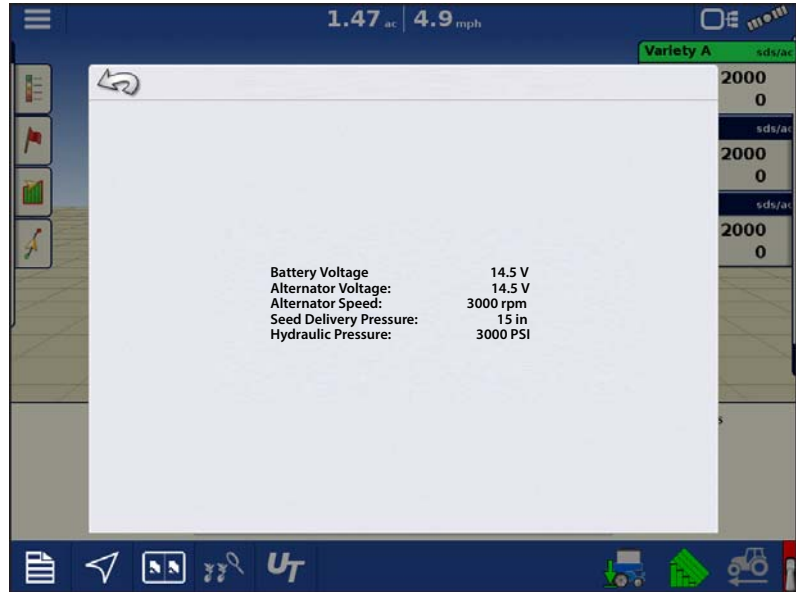 1.47 ac 4.9 mph
Variety A sds/ac
2000
0
sds/ac
2000
0
sds/ac
2000
0
Battery Voltage 14.5 V
Alternator Voltage: 14.5 V
Alternator Speed: 3000 rpm
Seed Delivery Pressure: 15 in
Hydraulic Pressure: 3000 PSI
s
UT